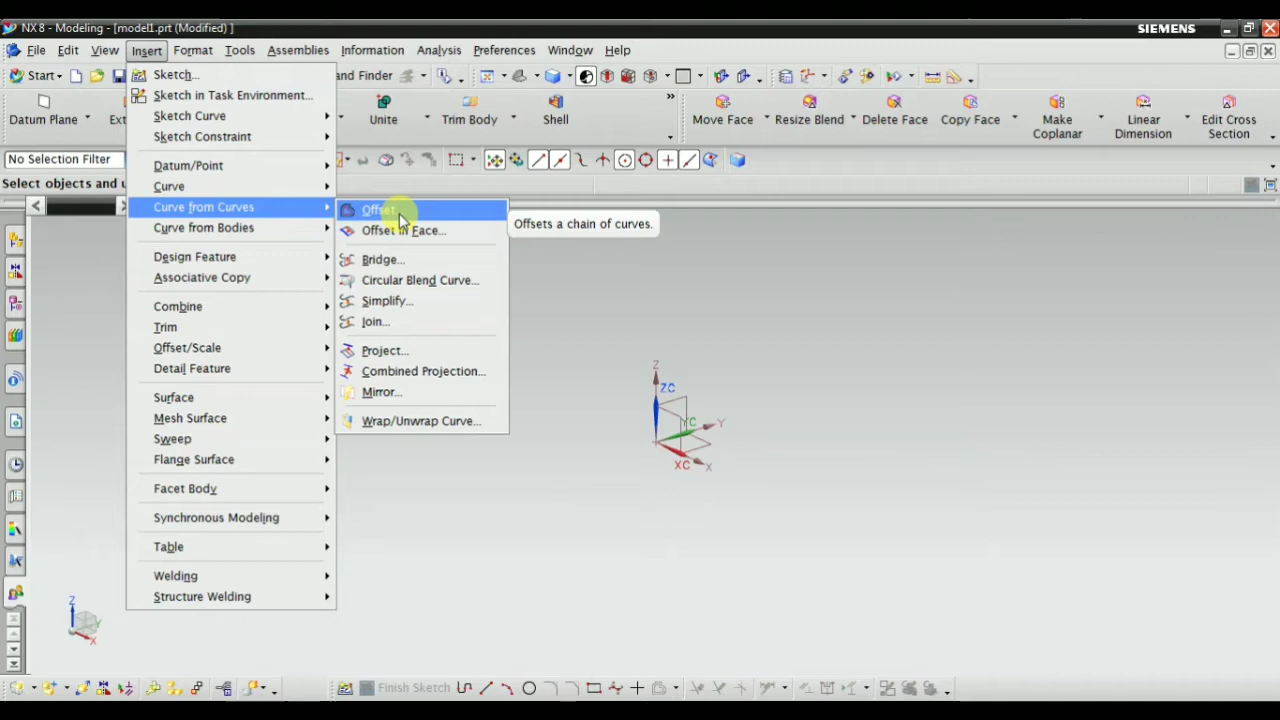 NX 8 - Modeling - [model1.prt (Modified) ]
SIEMENS
File Edit View Insert Format Tools Assemblies Information Analysis Preferences Window Help
Start
and Finder
Datum Plane
Unite
Trim Body
Shell
Move Face
Resize Blend
Delete Face
Copy Face
Make Coplanar
Linear Dimension
Edit Cross Section
No Selection Filter
Select objects and u
Sketch...
Sketch in Task Environment...
Sketch Curve
Sketch Constraint
Datum/Point
Curve
Curve from Curves
Curve from Bodies
Design Feature
Associative Copy
Combine
Trim
Offset/Scale
Detail Feature
Surface
Mesh Surface
Sweep
Flange Surface
Facet Body
Synchronous Modeling
Table
Welding
Structure Welding
Offset
Offset in Face...
Bridge...
Circular Blend Curve...
Simplify...
Join...
Project...
Combined Projection...
Mirror...
Wrap/Unwrap Curve...
Offsets a chain of curves.
Z
ZC
YC
Y
XC
X
Z
Y
X
Finish Sketch